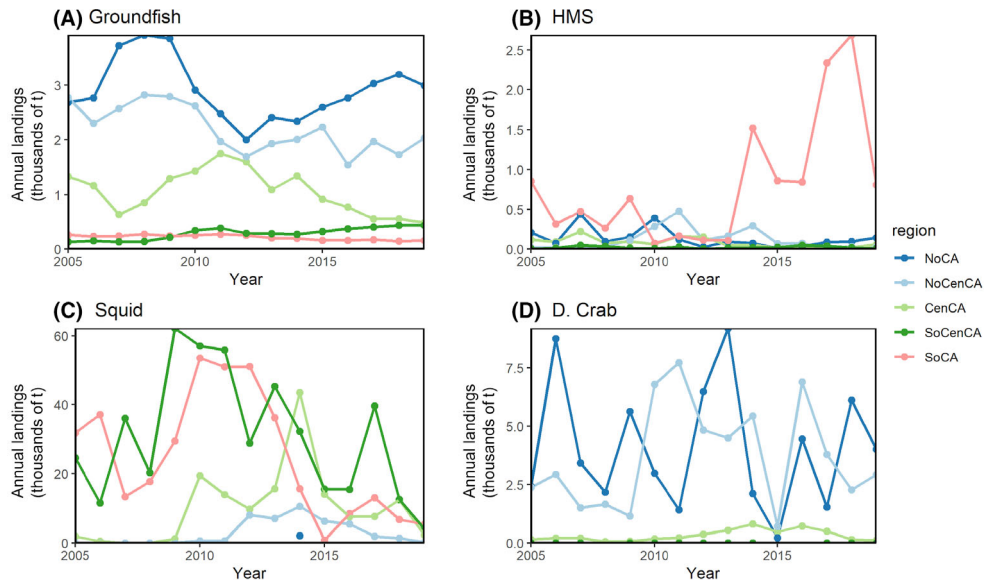 (A) Groundfish
Annual landings
(thousands of t)
3
2
1
0
2005 2010 2015
Year
(B) HMS
Annual landings
(thousands of t)
2.5
2.0
1.5
1.0
0.5
0.0
2005 2010 2015
Year
(C) Squid
Annual landings
(thousands of t)
60
40
20
0
2005 2010 2015
Year
(D) D. Crab
Annual landings
(thousands of t)
7.5
5.0
2.5
0.0
2005 2010 2015
Year
region
NoCA
NoCenCA
CenCA
SoCenCA
SoCA